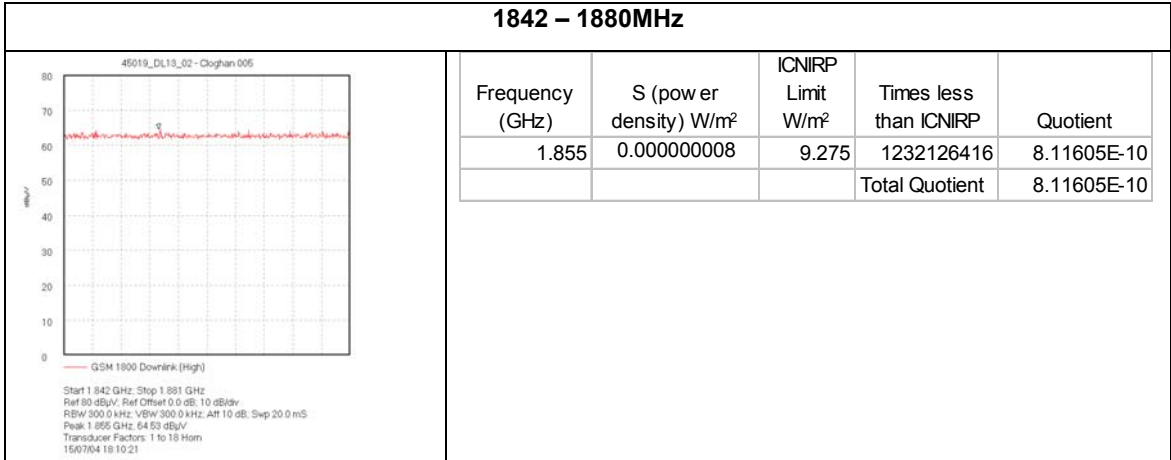 1842 – 1880MHz
45019_DL13_02 - Cloghan 005
80
70
60
50
40
30
20
10
0
dBµV
GSM 1800 Downlink (High)
Start 1.842 GHz; Stop 1.881 GHz
Ref 80 dBµV; Ref Offset 0.0 dB; 10 dB/div
RBW 300.0 kHz; VBW 300.0 kHz; Att 10 dB; Swp 20.0 mS
Peak 1.855 GHz, 64.53 dBµV
Transducer Factors: 1 to 18 Horn
15/07/04 18:10:21
Frequency (GHz) S (pow er density) W/m² ICNIRP Limit W/m² Times less than ICNIRP Quotient
1.855 0.000000008 9.275 1232126416 8.11605E-10
Total Quotient 8.11605E-10